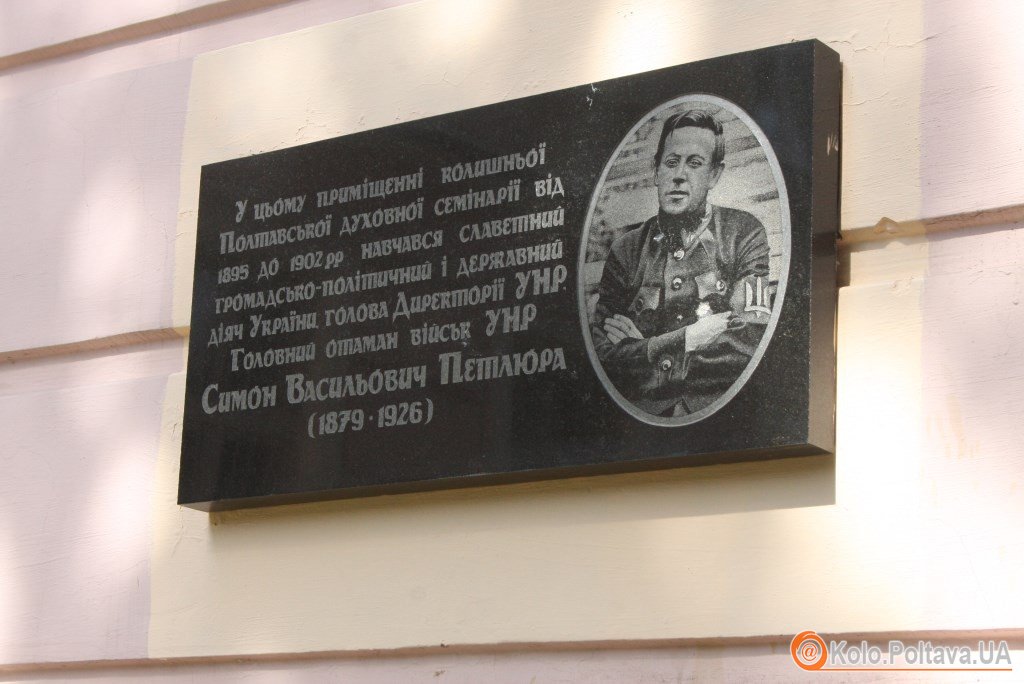 У цьому приміщенні колишньої
Полтавської духовної семінарії від
1895 до 1902 рр навчався славетний
громадсько-політичний і державний
діяч України, голова Директорії УНР,
Головний отаман військ УНР
Симон Васильович Петлюра
(1879 - 1926)
@Kolo.Poltava.UA